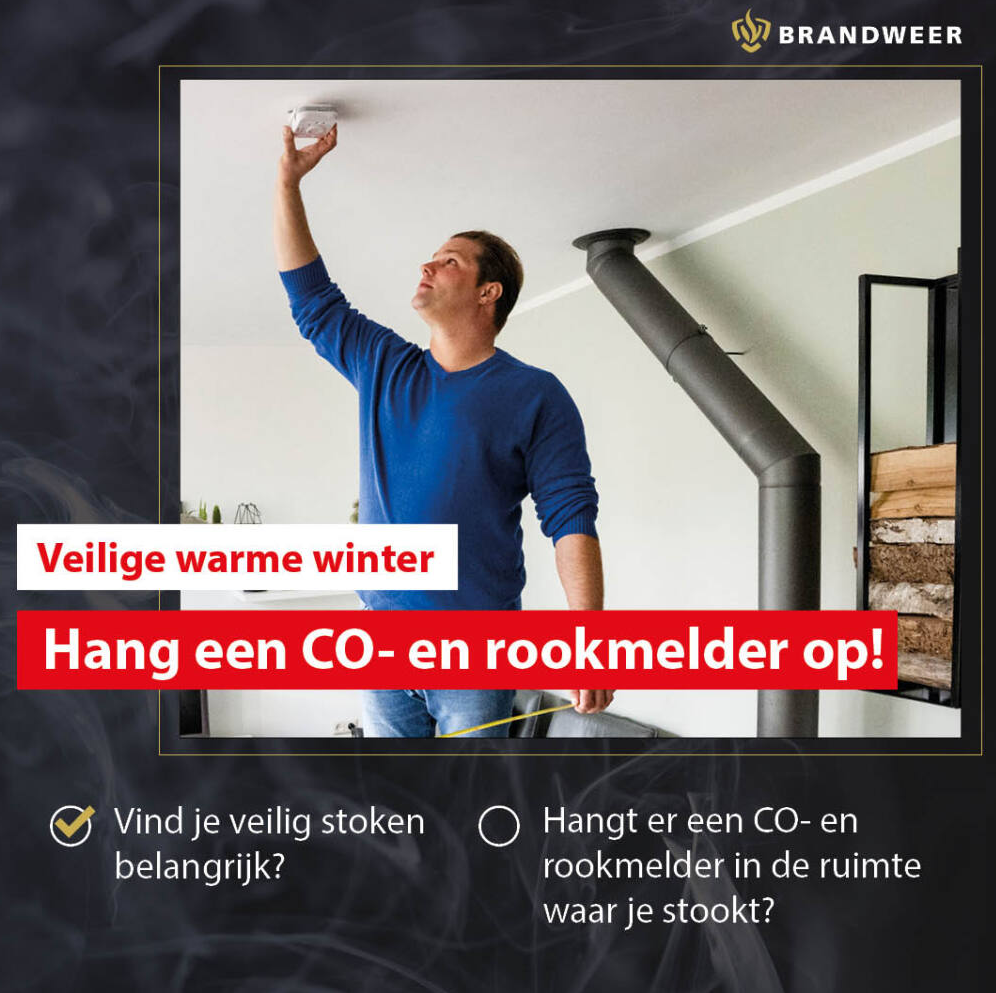 BRANDWEER
Veilige warme winter
Hang een CO- en rookmelder op!
Vind je veilig stoken
belangrijk?
Hangt er een CO- en
rookmelder in de ruimte
waar je stookt?